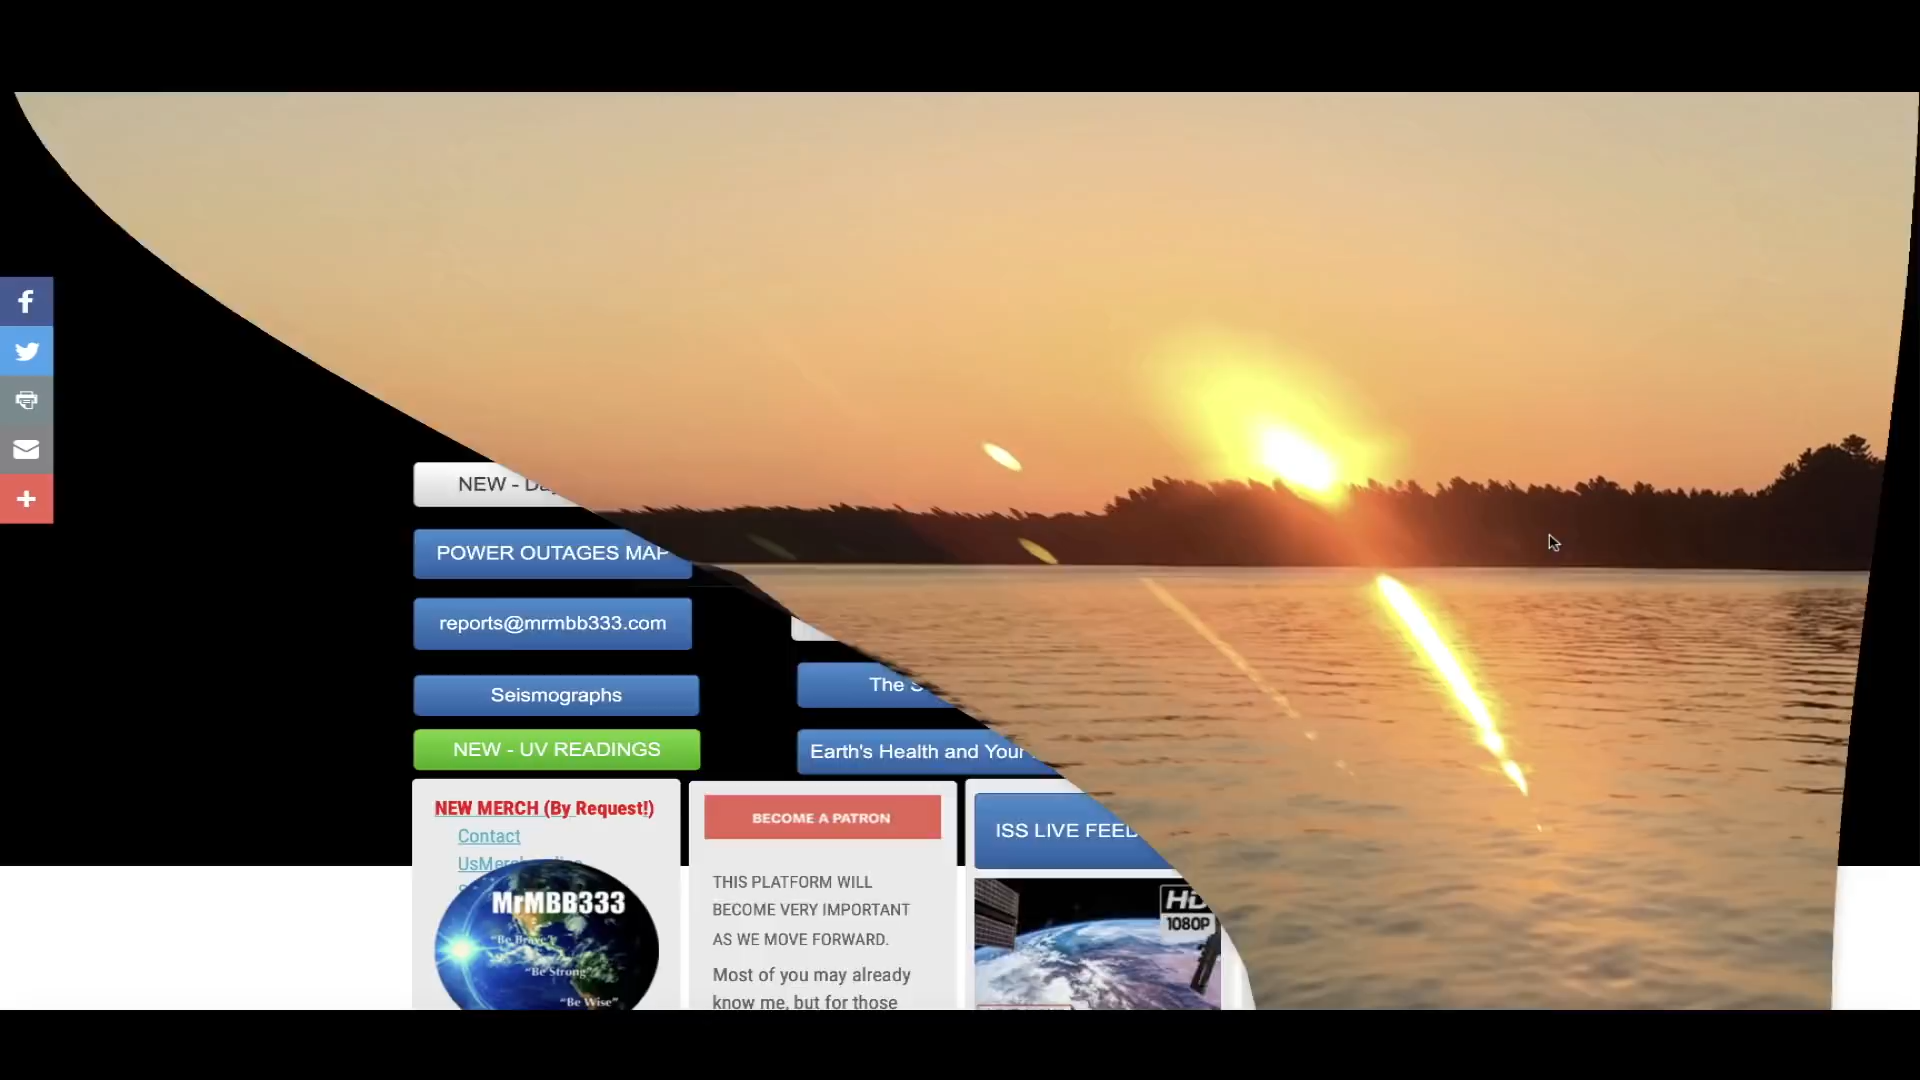 NEW - Da
POWER OUTAGES MAP
reports@mrmbb333.com
Seismographs
The S
NEW - UV READINGS
Earth's Health and Your
NEW MERCH (By Request!)
Contact
UsMerchandise
MrMBB333
"Be Brave"
"Be Strong"
"Be Wise"
BECOME A PATRON
THIS PLATFORM WILL
BECOME VERY IMPORTANT
AS WE MOVE FORWARD.
Most of you may already
know me, but for those
ISS LIVE FEED
HD
1080P